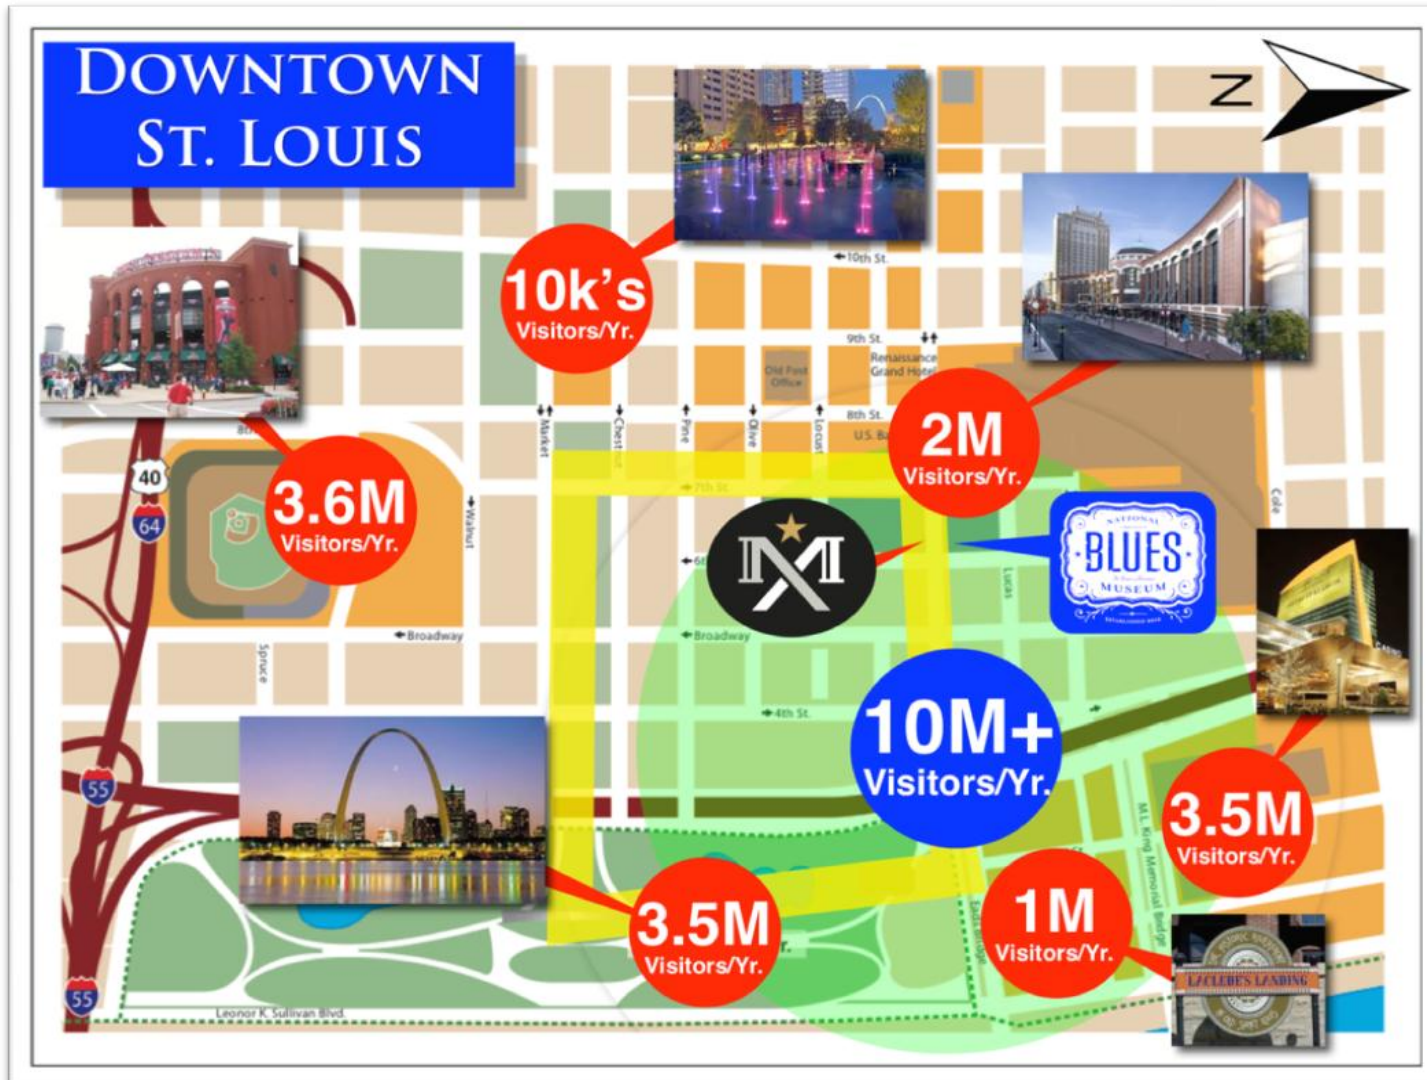 DOWNTOWN
ST. LOUIS
N
10k's
Visitors/Yr.
10th St.
9th St.
Renaissance
Grand Hotel
Old Post
Office
8th St.
U.S.
2M
Visitors/Yr.
Market
Chestnut
Pine
Olive
Locust
40
64
3.6M
Visitors/Yr.
Walnut
7th St.
Cole
MX
NATIONAL
BLUES
MUSEUM
Lucas
Broadway
Broadway
Spruce
CASINO
4th St.
10M+
Visitors/Yr.
55
3.5M
Visitors/Yr.
M.L. King Memorial Bridge
3.5M
Visitors/Yr.
1M
Visitors/Yr.
Eads Bridge
LACLEDE'S LANDING
55
Leonor K. Sullivan Blvd.